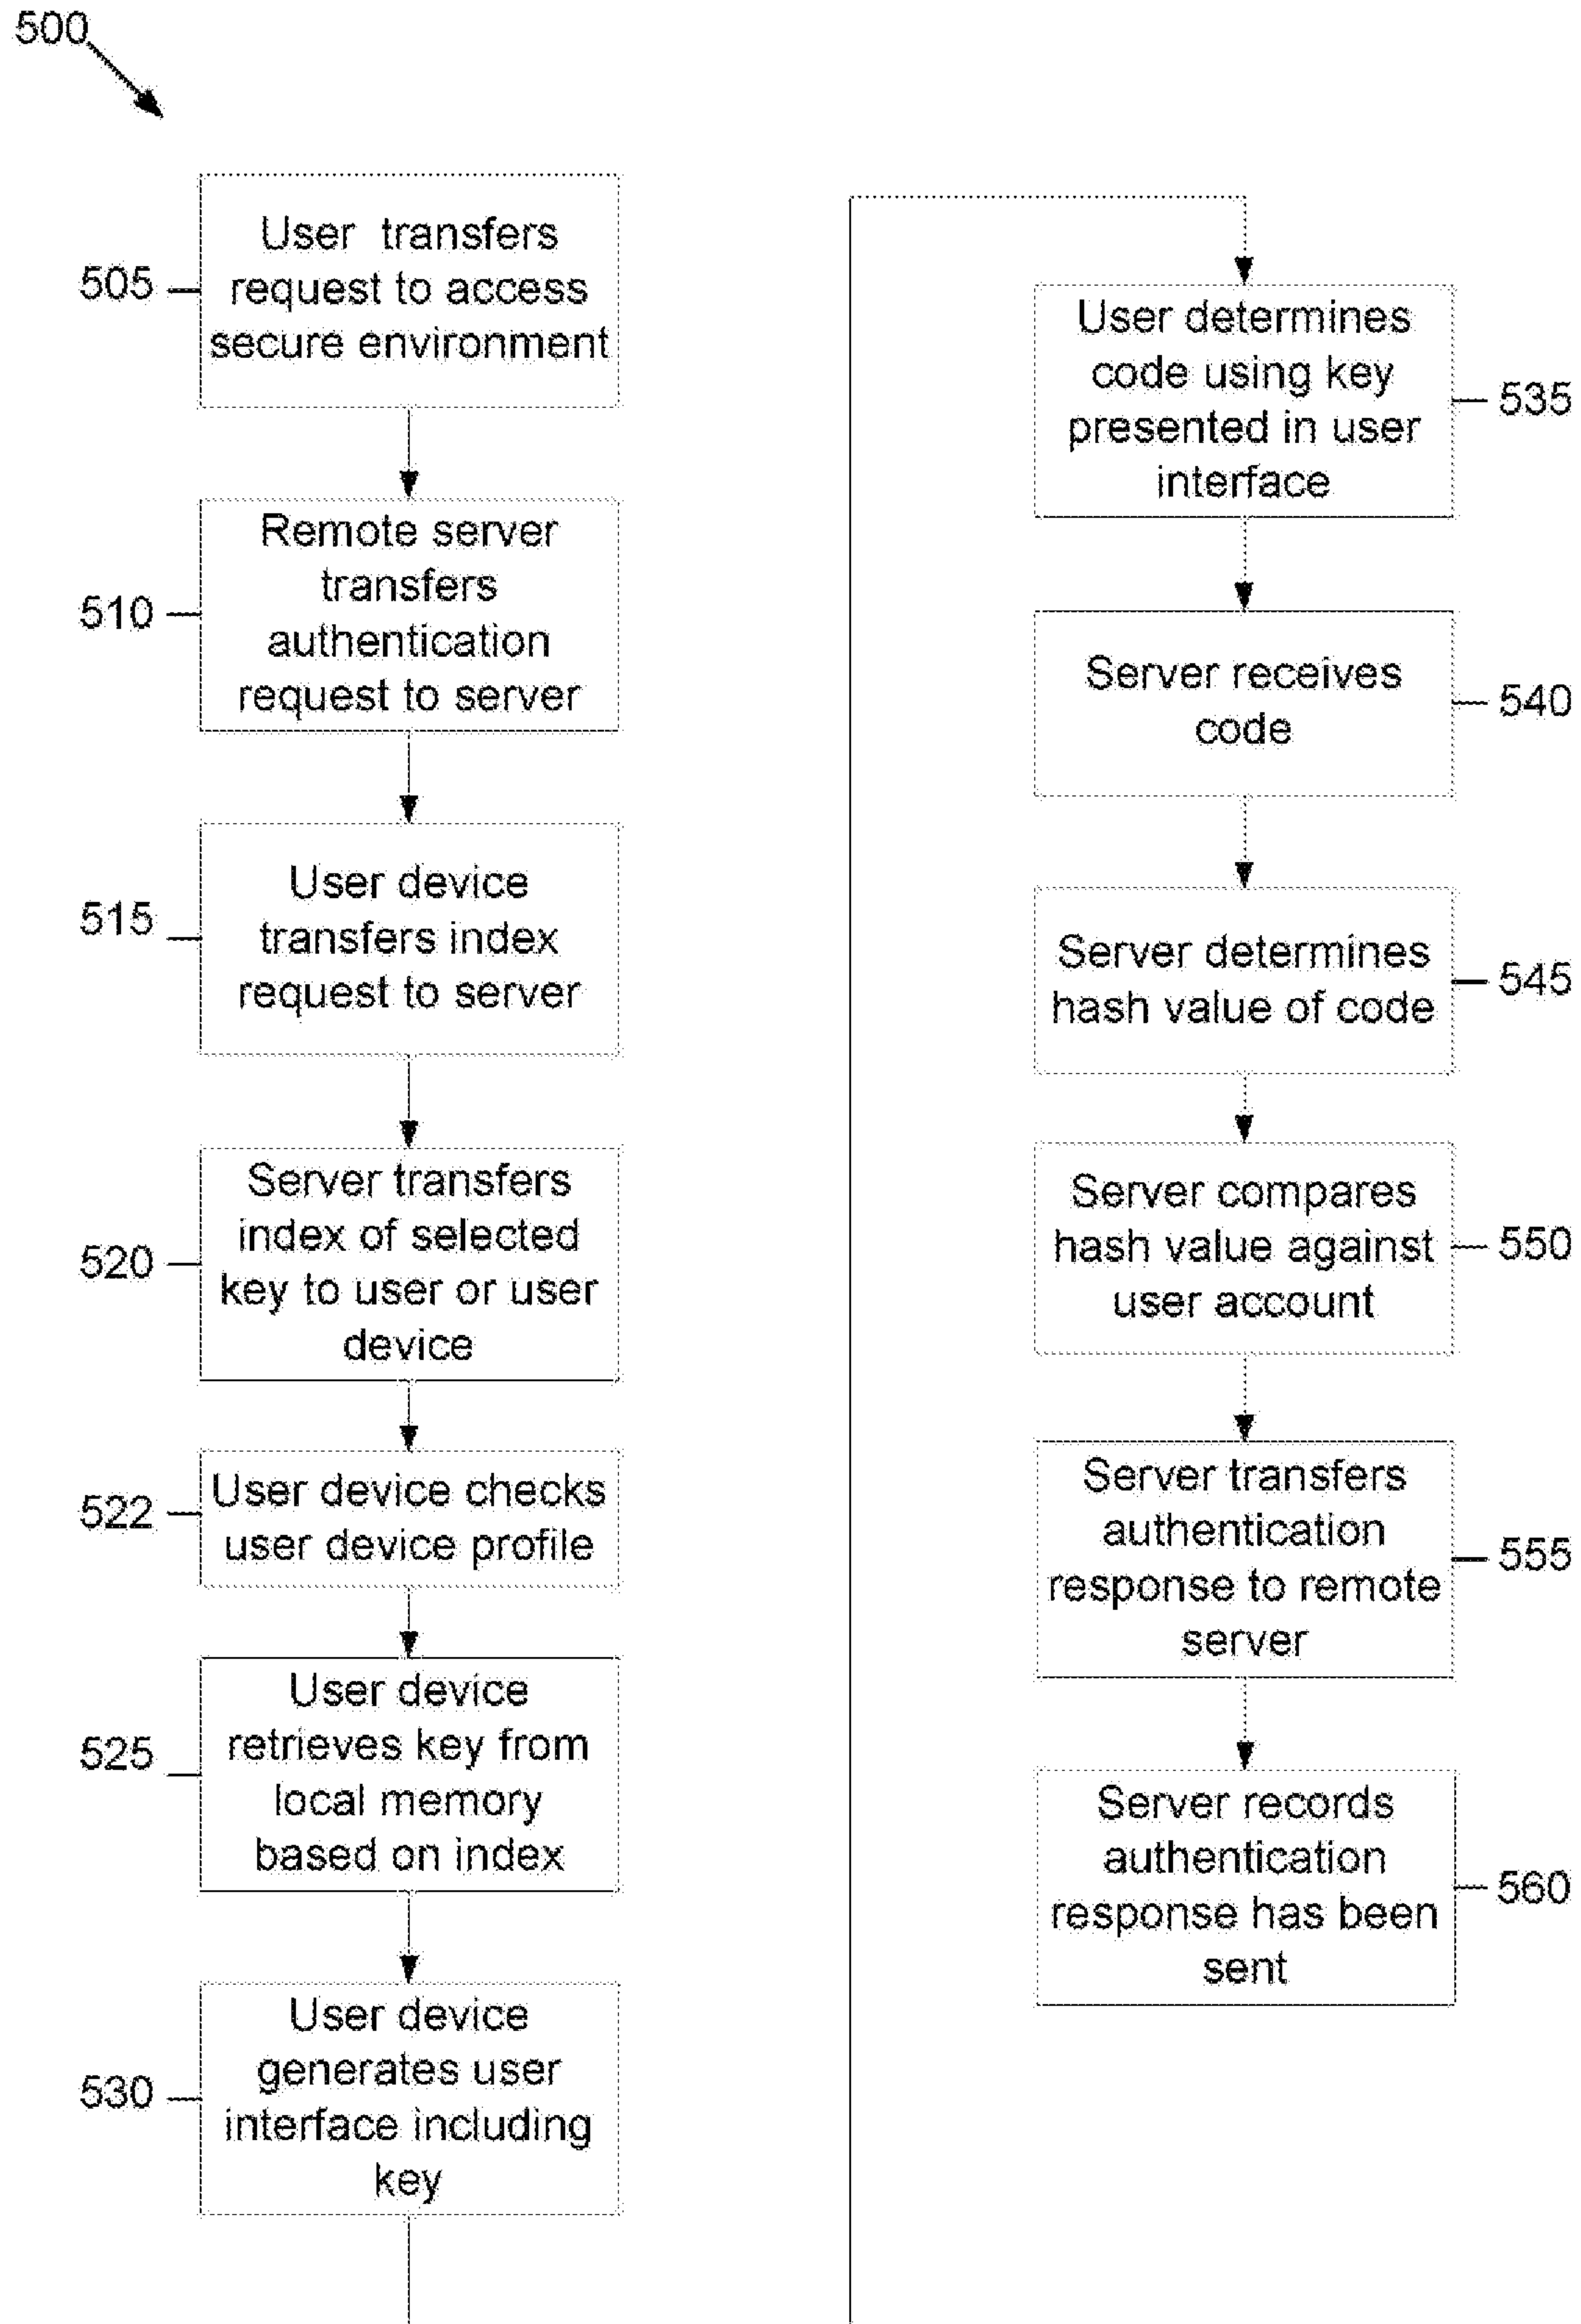 500
505
User transfers
request to access
secure environment
510
Remote server
transfers
authentication
request to server
515
User device
transfers index
request to server
520
Server transfers
index of selected
key to user or user
device
522
User device checks
user device profile
525
User device
retrieves key from
local memory
based on index
530
User device
generates user
interface including
key
User determines
code using key
presented in user
interface
535
Server receives
code
540
Server determines
hash value of code
545
Server compares
hash value against
user account
550
Server transfers
authentication
response to remote
server
555
Server records
authentication
response has been
sent
560